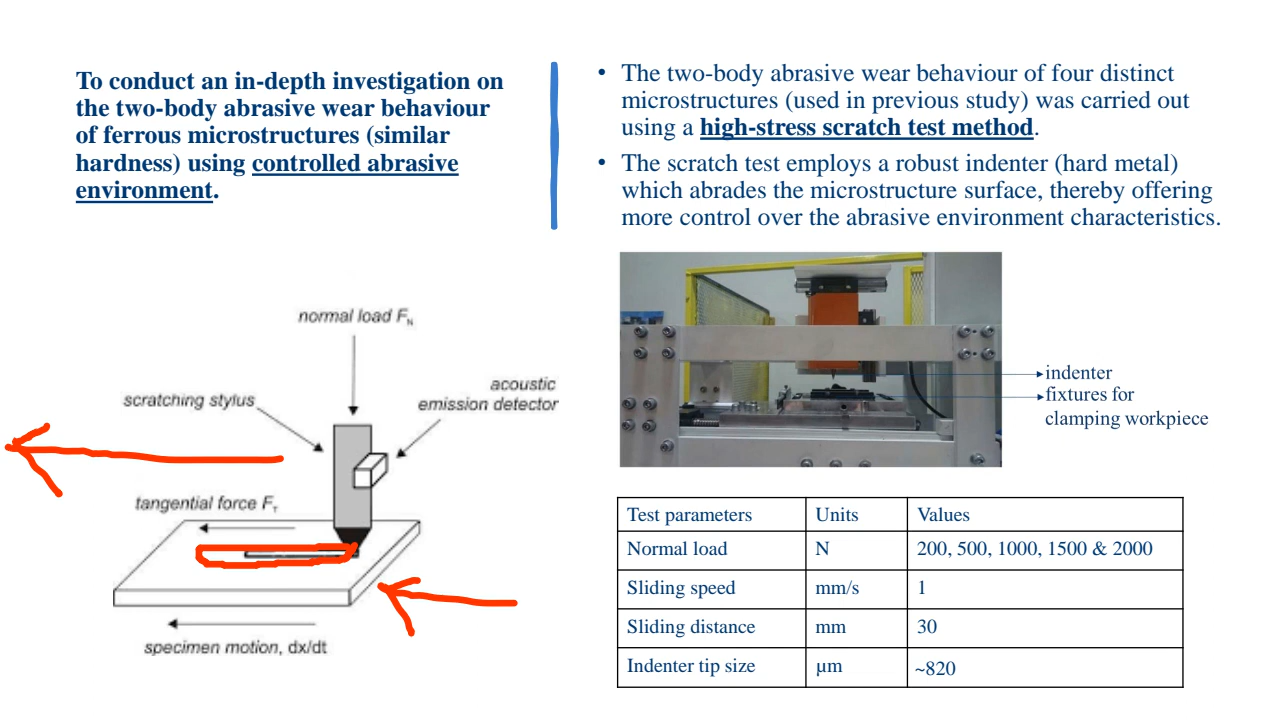 To conduct an in-depth investigation on
the two-body abrasive wear behaviour
of ferrous microstructures (similar
hardness) using controlled abrasive
environment.
• The two-body abrasive wear behaviour of four distinct
microstructures (used in previous study) was carried out
using a high-stress scratch test method.
• The scratch test employs a robust indenter (hard metal)
which abrades the microstructure surface, thereby offering
more control over the abrasive environment characteristics.
normal load F_N
scratching stylus
acoustic
emission detector
tangential force F_T
specimen motion, dx/dt
indenter
fixtures for
clamping workpiece
Test parameters Units Values
Normal load N 200, 500, 1000, 1500 & 2000
Sliding speed mm/s 1
Sliding distance mm 30
Indenter tip size µm ~820